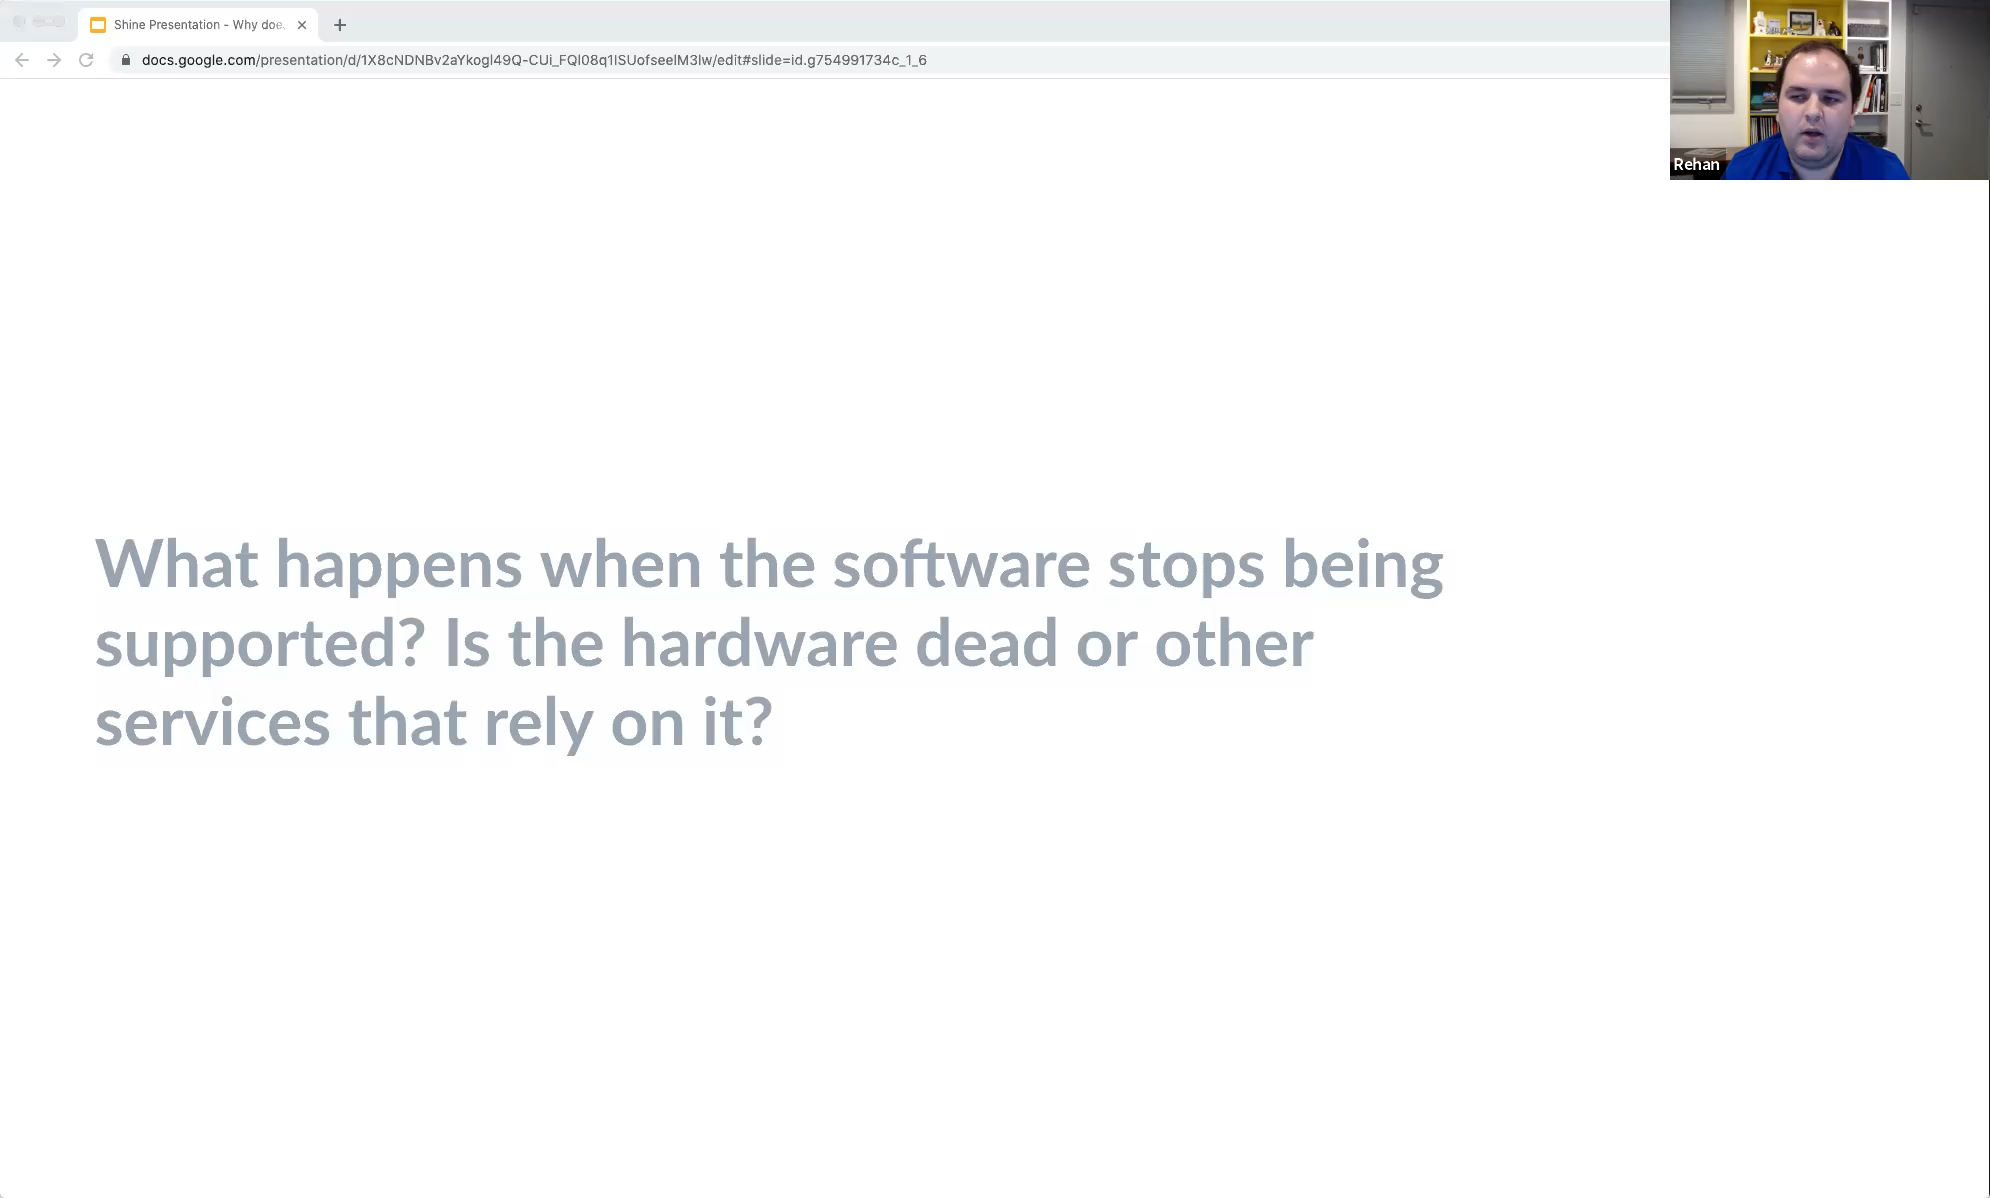 Shine Presentation - Why doe
docs.google.com/presentation/d/1X8cNDNBv2aYkogl49Q-CUi_FQl08q1lSUofseelM3lw/edit#slide=id.g754991734c_1_6
Rehan
What happens when the software stops being
supported? Is the hardware dead or other
services that rely on it?